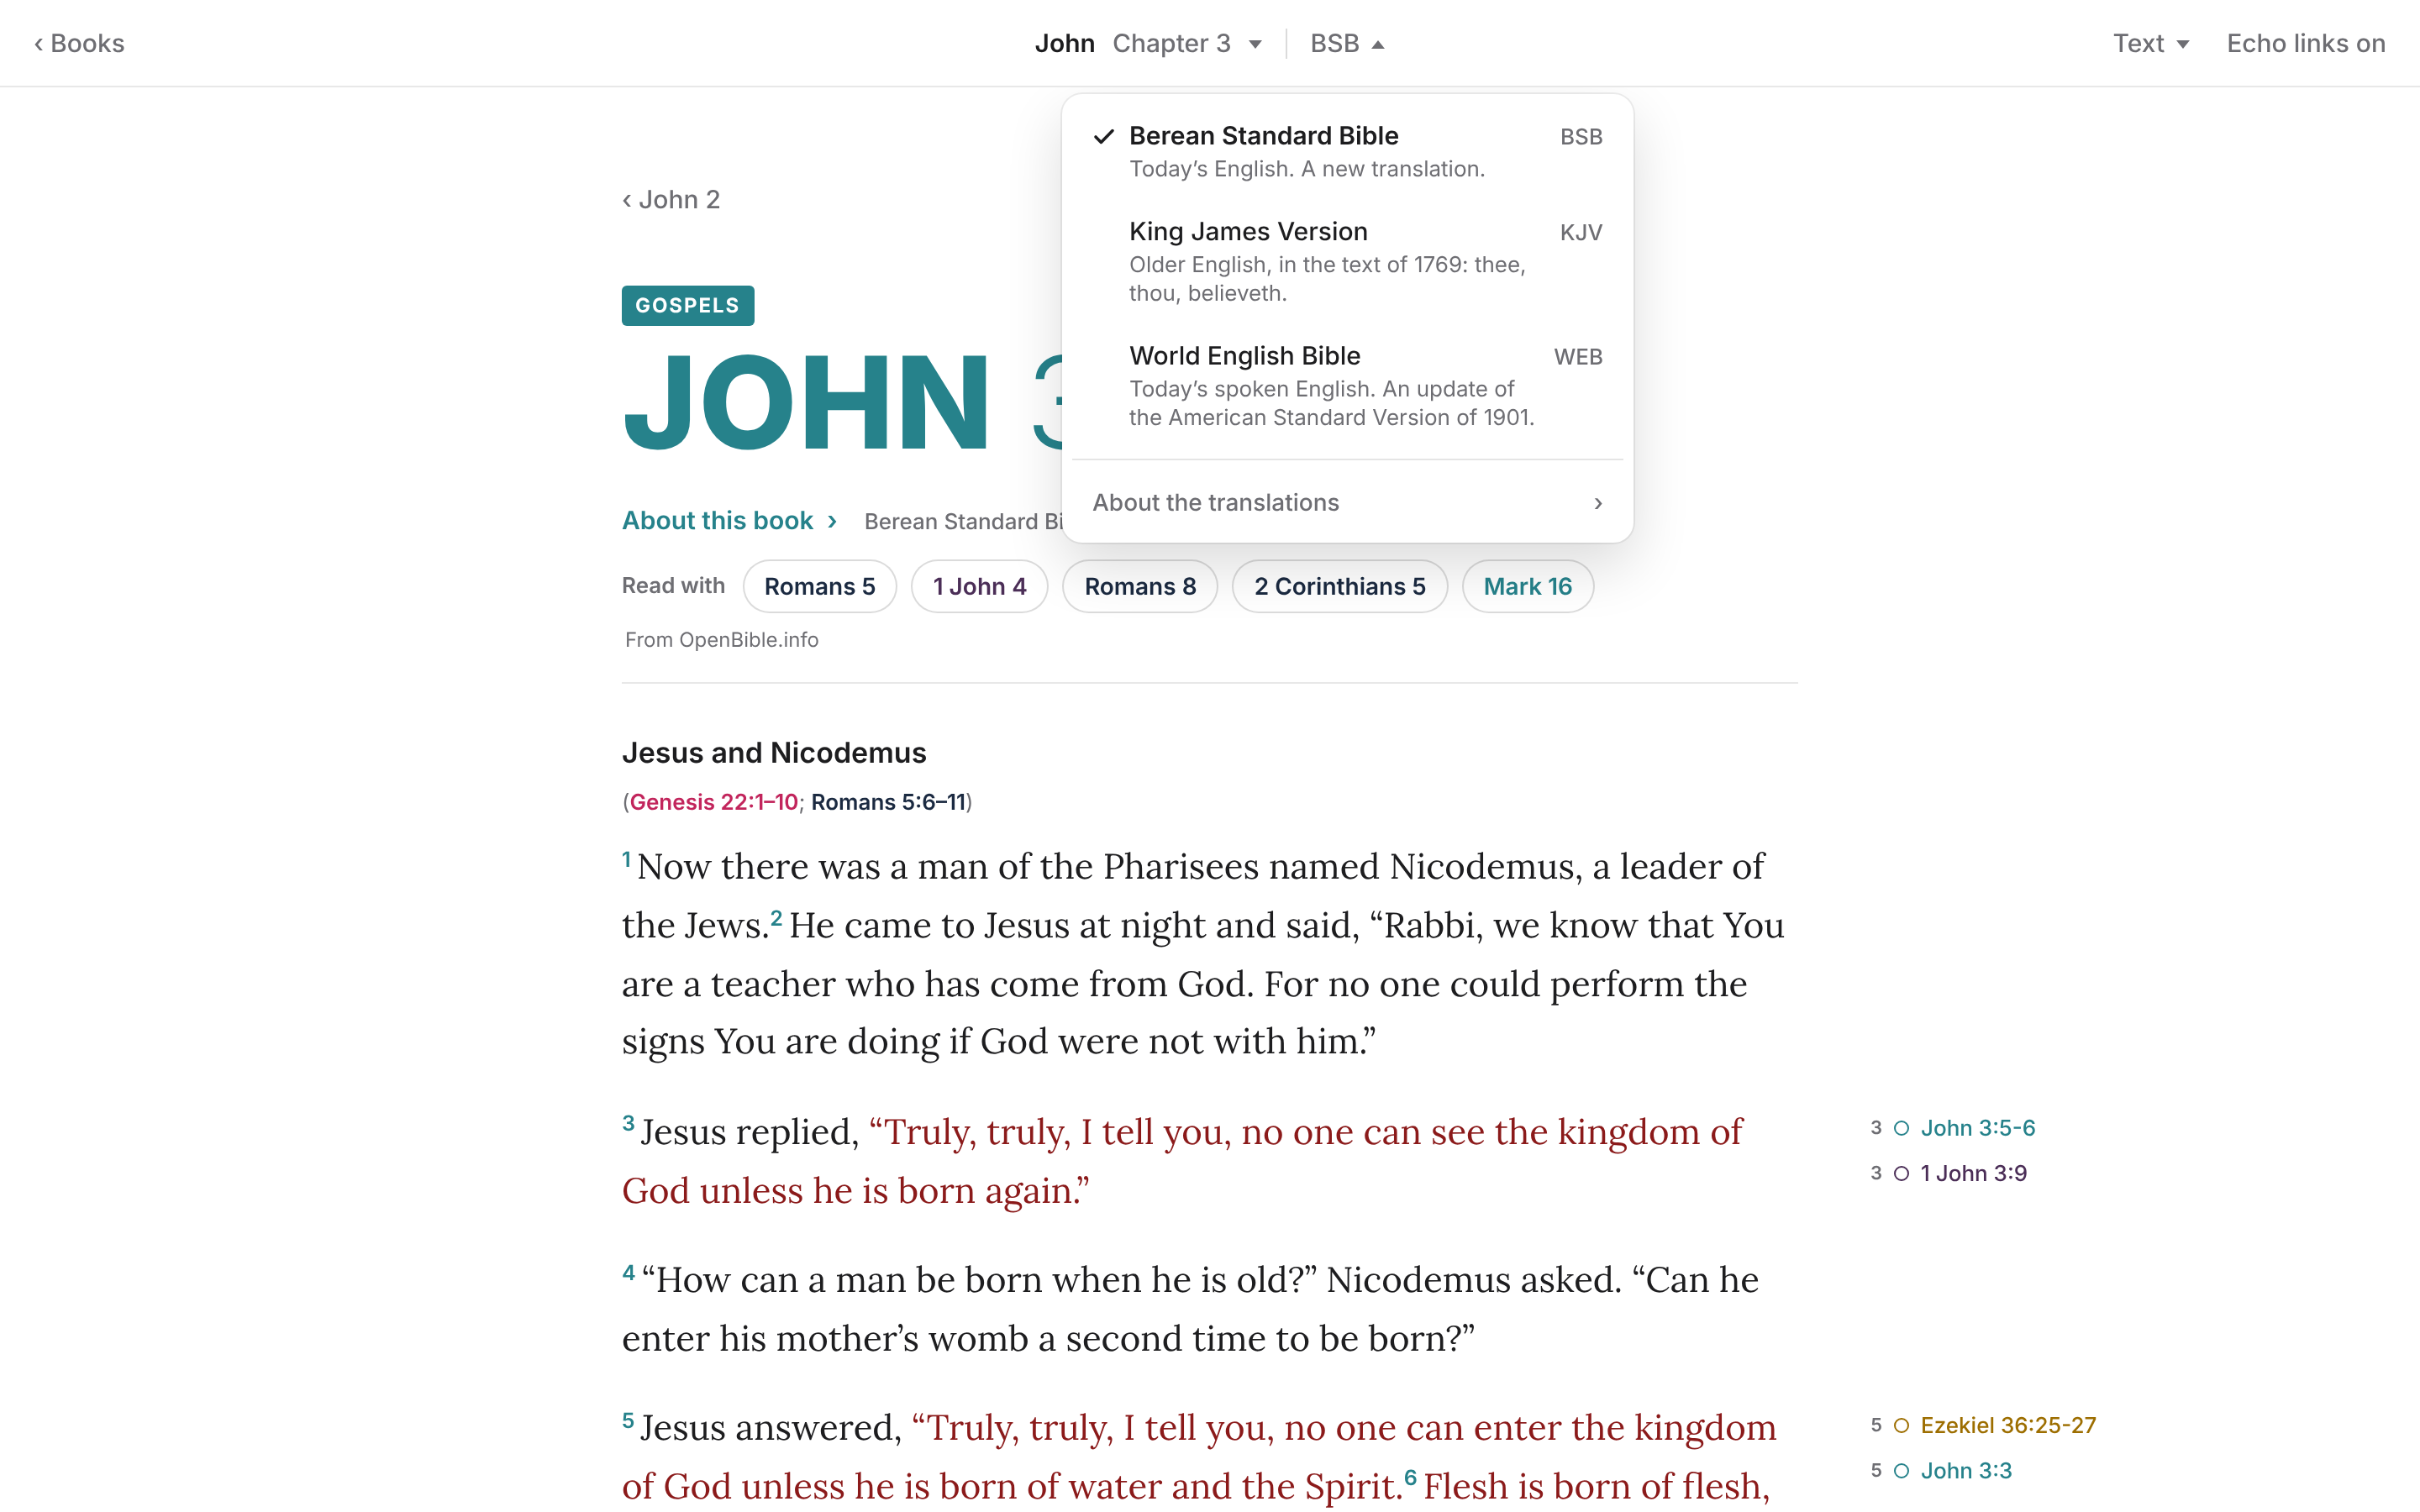 ‹ Books
John Chapter 3 ▼ | BSB ▲
Text ▼ Echo links on
Berean Standard Bible BSB
Today’s English. A new translation.
King James Version KJV
Older English, in the text of 1769: thee,
thou, believeth.
World English Bible WEB
Today’s spoken English. An update of
the American Standard Version of 1901.
About the translations ›
‹ John 2
GOSPELS
JOHN 3
About this book › Berean Standard
Read with Romans 5 1 John 4 Romans 8 2 Corinthians 5 Mark 16
From OpenBible.info
Jesus and Nicodemus
(Genesis 22:1–10; Romans 5:6–11)
1 Now there was a man of the Pharisees named Nicodemus, a leader of
the Jews. 2 He came to Jesus at night and said, “Rabbi, we know that You
are a teacher who has come from God. For no one could perform the
signs You are doing if God were not with him.”
3 Jesus replied, “Truly, truly, I tell you, no one can see the kingdom of
God unless he is born again.”
3 John 3:5-6
3 1 John 3:9
4 “How can a man be born when he is old?” Nicodemus asked. “Can he
enter his mother’s womb a second time to be born?”
5 Jesus answered, “Truly, truly, I tell you, no one can enter the kingdom
of God unless he is born of water and the Spirit. 6 Flesh is born of flesh,
5 Ezekiel 36:25-27
5 John 3:3